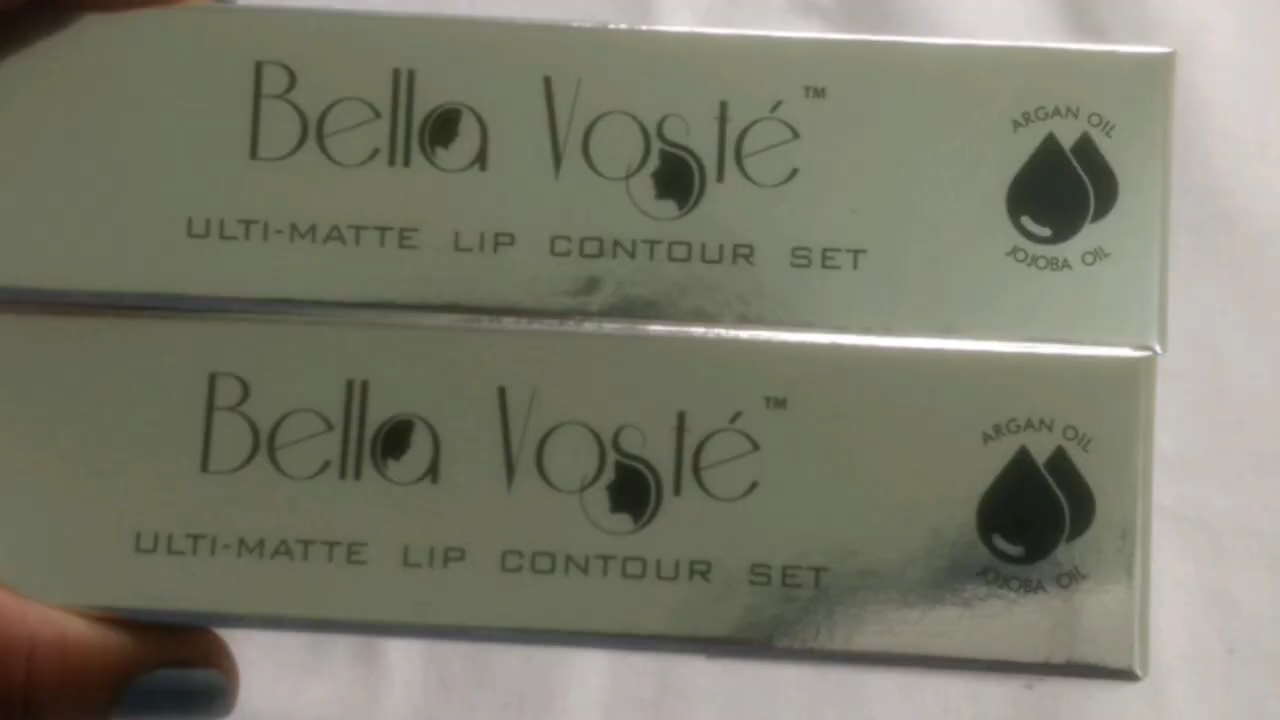 Bella Vosté™
ULTI-MATTE LIP CONTOUR SET
ARGAN OIL
JOJOBA OIL
Bella Vosté™
ULTI-MATTE LIP CONTOUR SET
ARGAN OIL
JOJOBA OIL